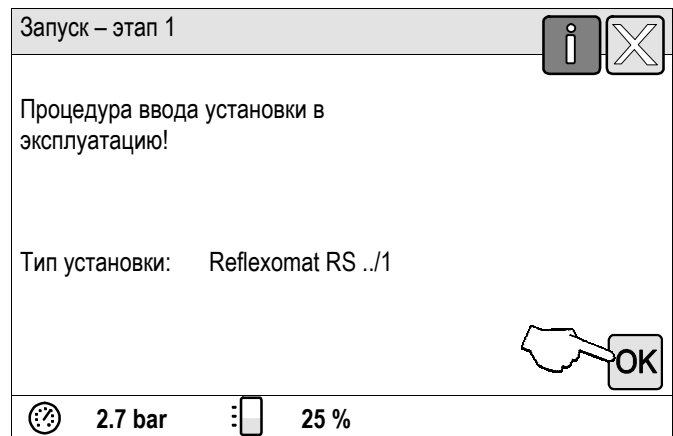 Запуск – этап 1
i
X
Процедура ввода установки в
эксплуатацию!
Тип установки: Reflexomat RS ../1
OK
2.7 bar 25 %